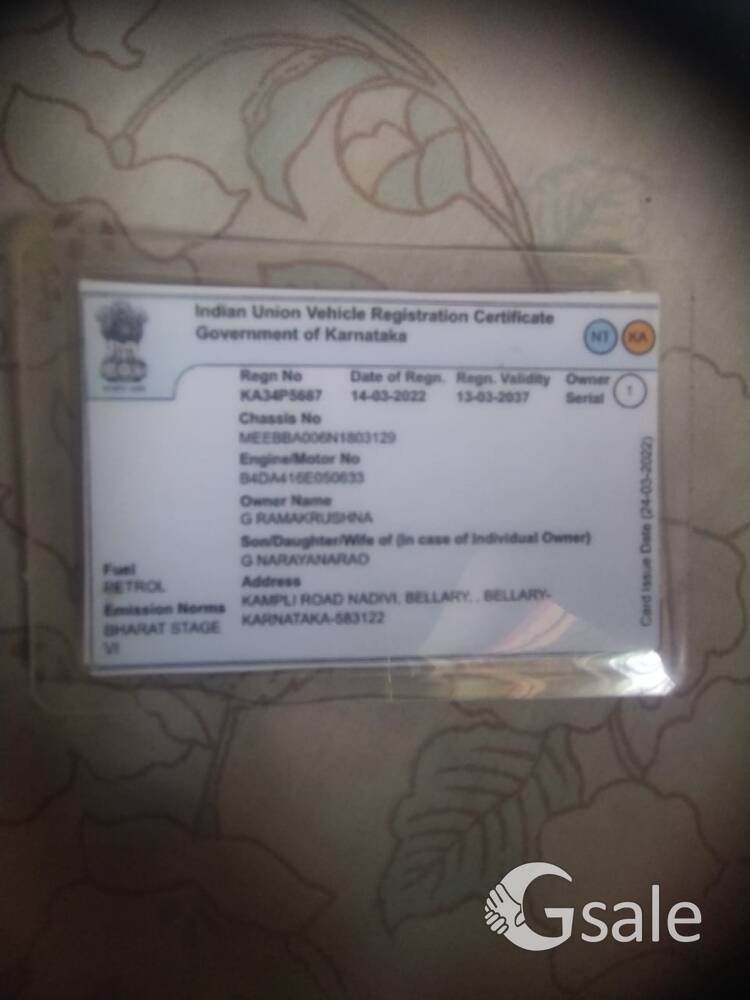 Indian Union Vehicle Registration Certificate
Government of Karnataka
NT KA
Regn No Date of Regn. Regn. Validity Owner Serial 1
KA34P5687 14-03-2022 13-03-2037
Chassis No
MEEBBA006N1803129
Engine/Motor No
B4DA416E050633
Owner Name
G RAMAKRUSHNA
Son/Daughter/Wife of (In case of Individual Owner)
G NARAYANARAO
Fuel
PETROL
Emission Norms
BHARAT STAGE
VI
Address
KAMPLI ROAD NADIVI, BELLARY, , BELLARY-
KARNATAKA-583122
Card Issue Date (24-03-2022)
Gsale